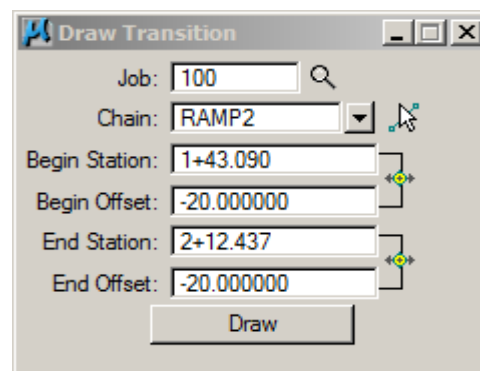 Draw Transition
Job: 100
Chain: RAMP2
Begin Station: 1+43.090
Begin Offset: -20.000000
End Station: 2+12.437
End Offset: -20.000000
Draw